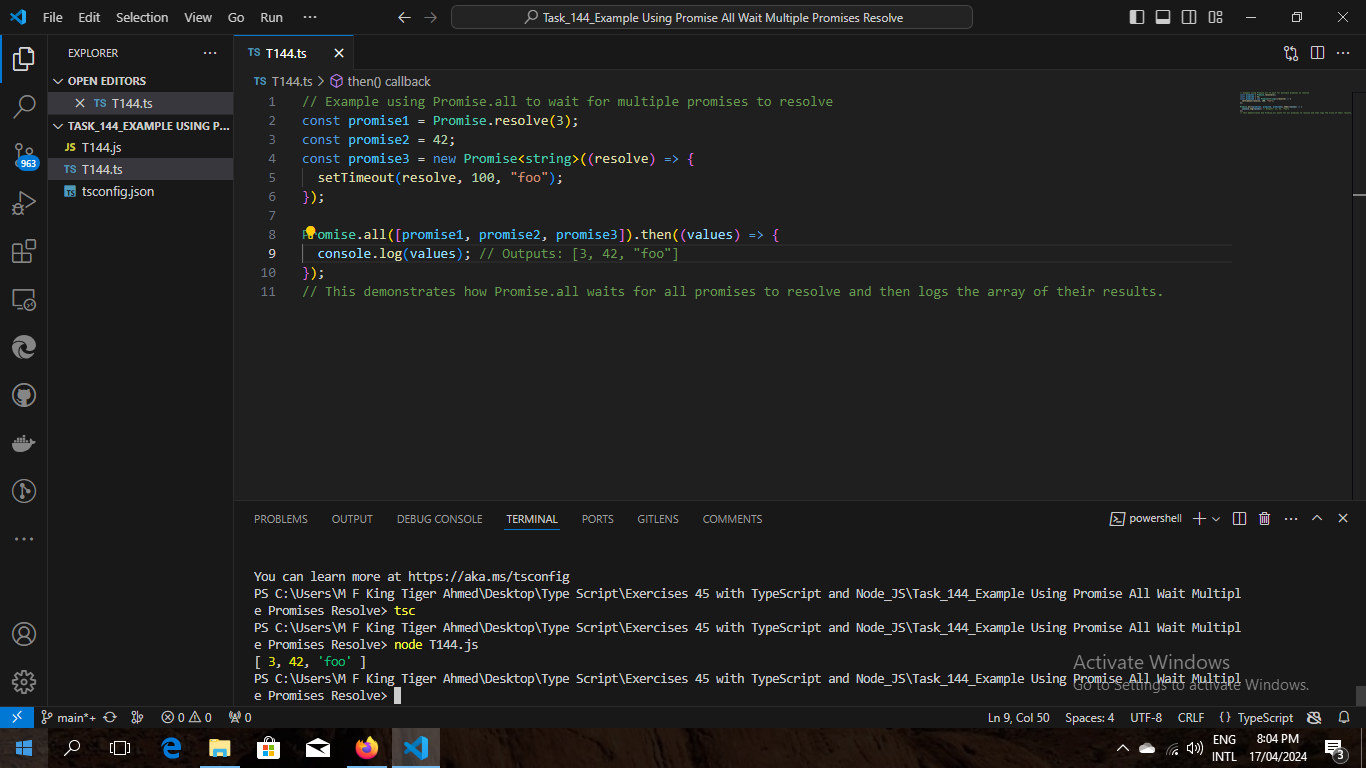 File Edit Selection View Go Run ···
Task_144_Example Using Promise All Wait Multiple Promises Resolve
EXPLORER
OPEN EDITORS
TS T144.ts
TASK_144_EXAMPLE USING P...
JS T144.js
TS T144.ts
TS tsconfig.json
963
TS T144.ts
TS T144.ts > then() callback
1 // Example using Promise.all to wait for multiple promises to resolve
2 const promise1 = Promise.resolve(3);
3 const promise2 = 42;
4 const promise3 = new Promise<string>((resolve) => {
5 setTimeout(resolve, 100, "foo");
6 });
7
8 Promise.all([promise1, promise2, promise3]).then((values) => {
9 console.log(values); // Outputs: [3, 42, "foo"]
10 });
11 // This demonstrates how Promise.all waits for all promises to resolve and then logs the array of their results.
PROBLEMS OUTPUT DEBUG CONSOLE TERMINAL PORTS GITLENS COMMENTS
powershell
You can learn more at https://aka.ms/tsconfig
PS C:\Users\M F King Tiger Ahmed\Desktop\Type Script\Exercises 45 with TypeScript and Node_JS\Task_144_Example Using Promise All Wait Multipl
e Promises Resolve> tsc
PS C:\Users\M F King Tiger Ahmed\Desktop\Type Script\Exercises 45 with TypeScript and Node_JS\Task_144_Example Using Promise All Wait Multipl
e Promises Resolve> node T144.js
[ 3, 42, 'foo' ]
PS C:\Users\M F King Tiger Ahmed\Desktop\Type Script\Exercises 45 with TypeScript and Node_JS\Task_144_Example Using Promise All Wait Multipl
e Promises Resolve>
Activate Windows
Go to Settings to activate Windows.
main*+ 0 0 0
Ln 9, Col 50 Spaces: 4 UTF-8 CRLF {} TypeScript
ENG
INTL
8:04 PM
17/04/2024
3